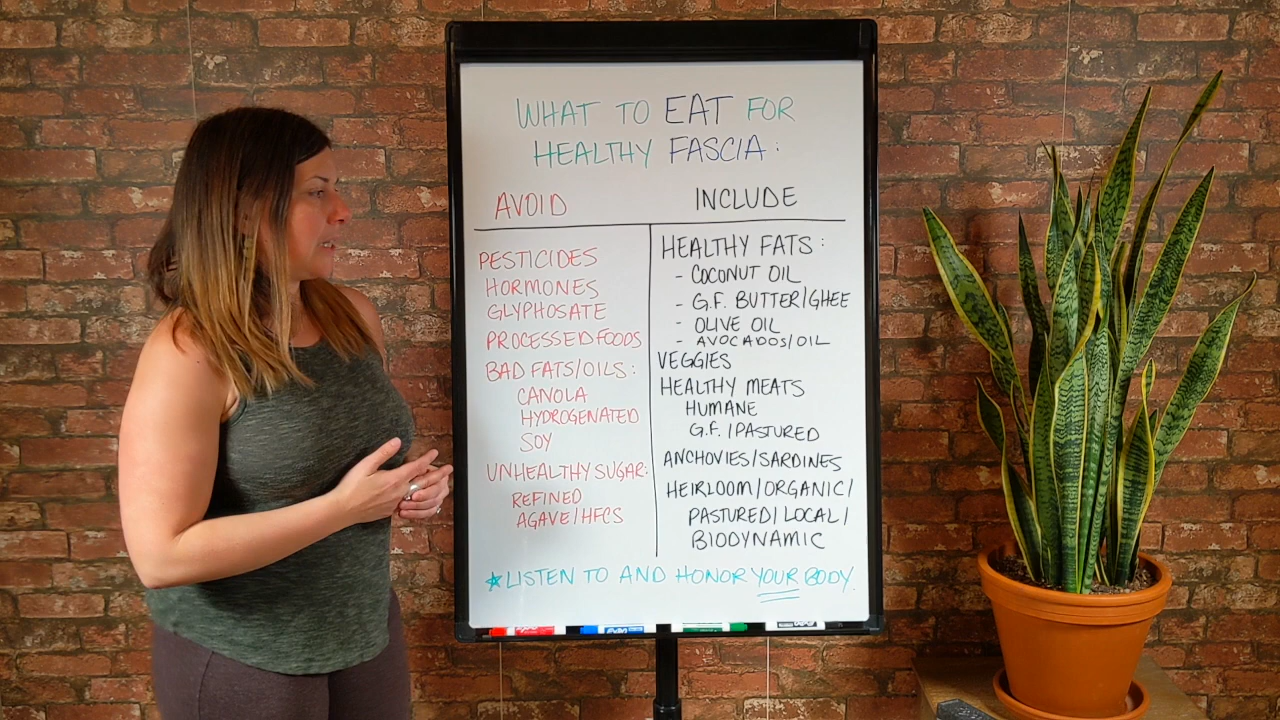 WHAT TO EAT FOR
HEALTHY FASCIA:
AVOID
PESTICIDES
HORMONES
GLYPHOSATE
PROCESSED FOODS
BAD FATS/OILS:
CANOLA
HYDROGENATED
SOY
UNHEALTHY SUGAR:
REFINED
AGAVE/HFCS
INCLUDE
HEALTHY FATS:
- COCONUT OIL
- G.F. BUTTER/GHEE
- OLIVE OIL
- AVOCADOS/OIL
VEGGIES
HEALTHY MEATS
HUMANE
G.F./PASTURED
ANCHOVIES/SARDINES
HEIRLOOM/ORGANIC/
PASTURED/LOCAL/
BIODYNAMIC
★LISTEN TO AND HONOR YOUR BODY.